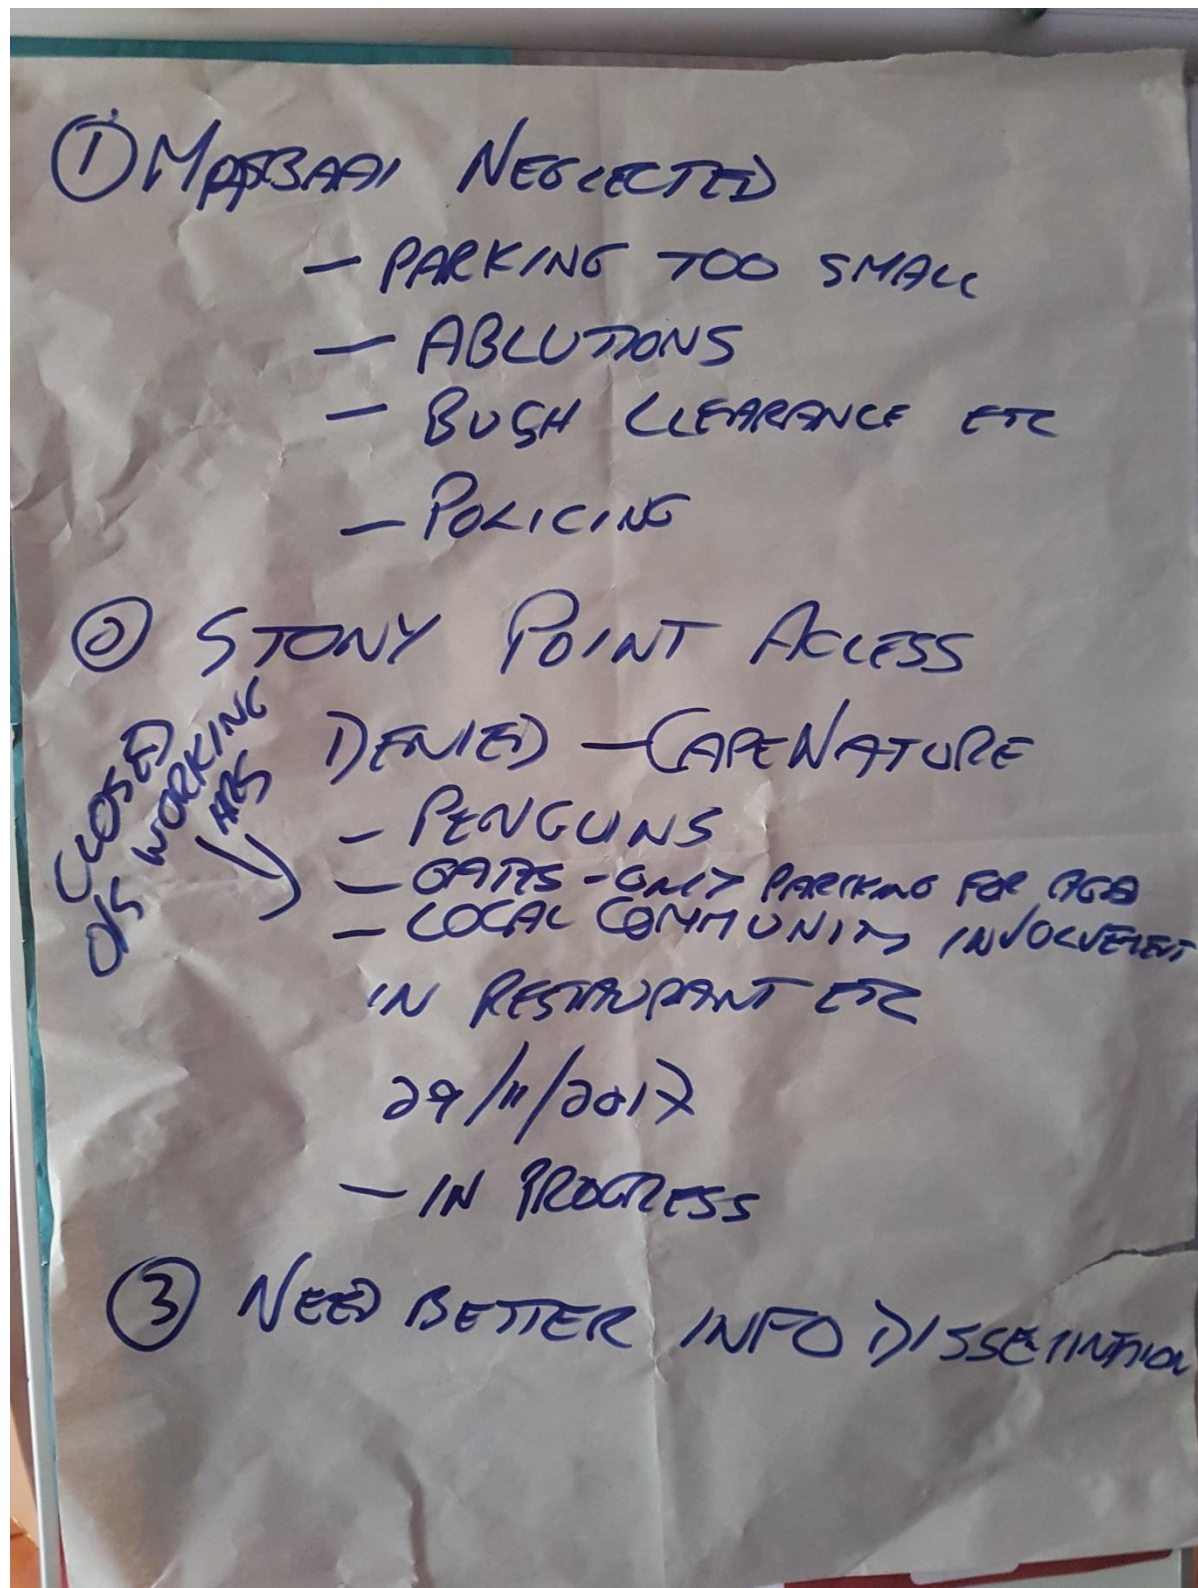 ① MAASBAAI NEGLECTED
— PARKING TOO SMALL
— ABLUTIONS
— BUSH CLEARANCE ETC
— POLICING
② STONY POINT ACCESS
DENIED — CAPENATURE
CLOSED
O/S WORKING
HRS
— PENGUINS
— GATES - ONLY PARKING FOR
— LOCAL COMMUNITY INVOLVEMENT
IN RESTAURANT ETC
29/11/2017
— IN PROGRESS
③ NEED BETTER INFO DISSEMINATION